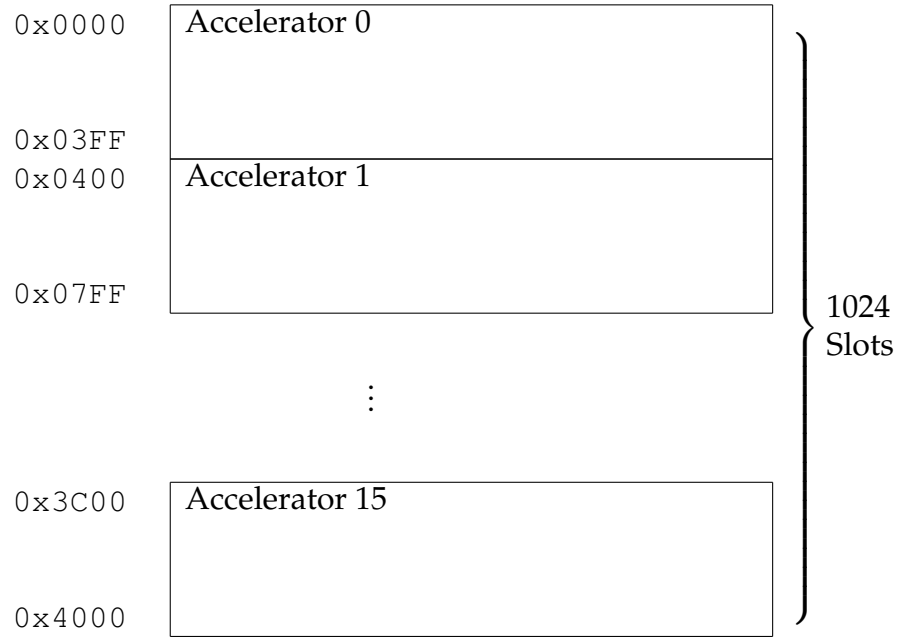 0x0000 Accelerator 0
0x03FF
0x0400 Accelerator 1
0x07FF
1024
Slots
⋮
0x3C00 Accelerator 15
0x4000